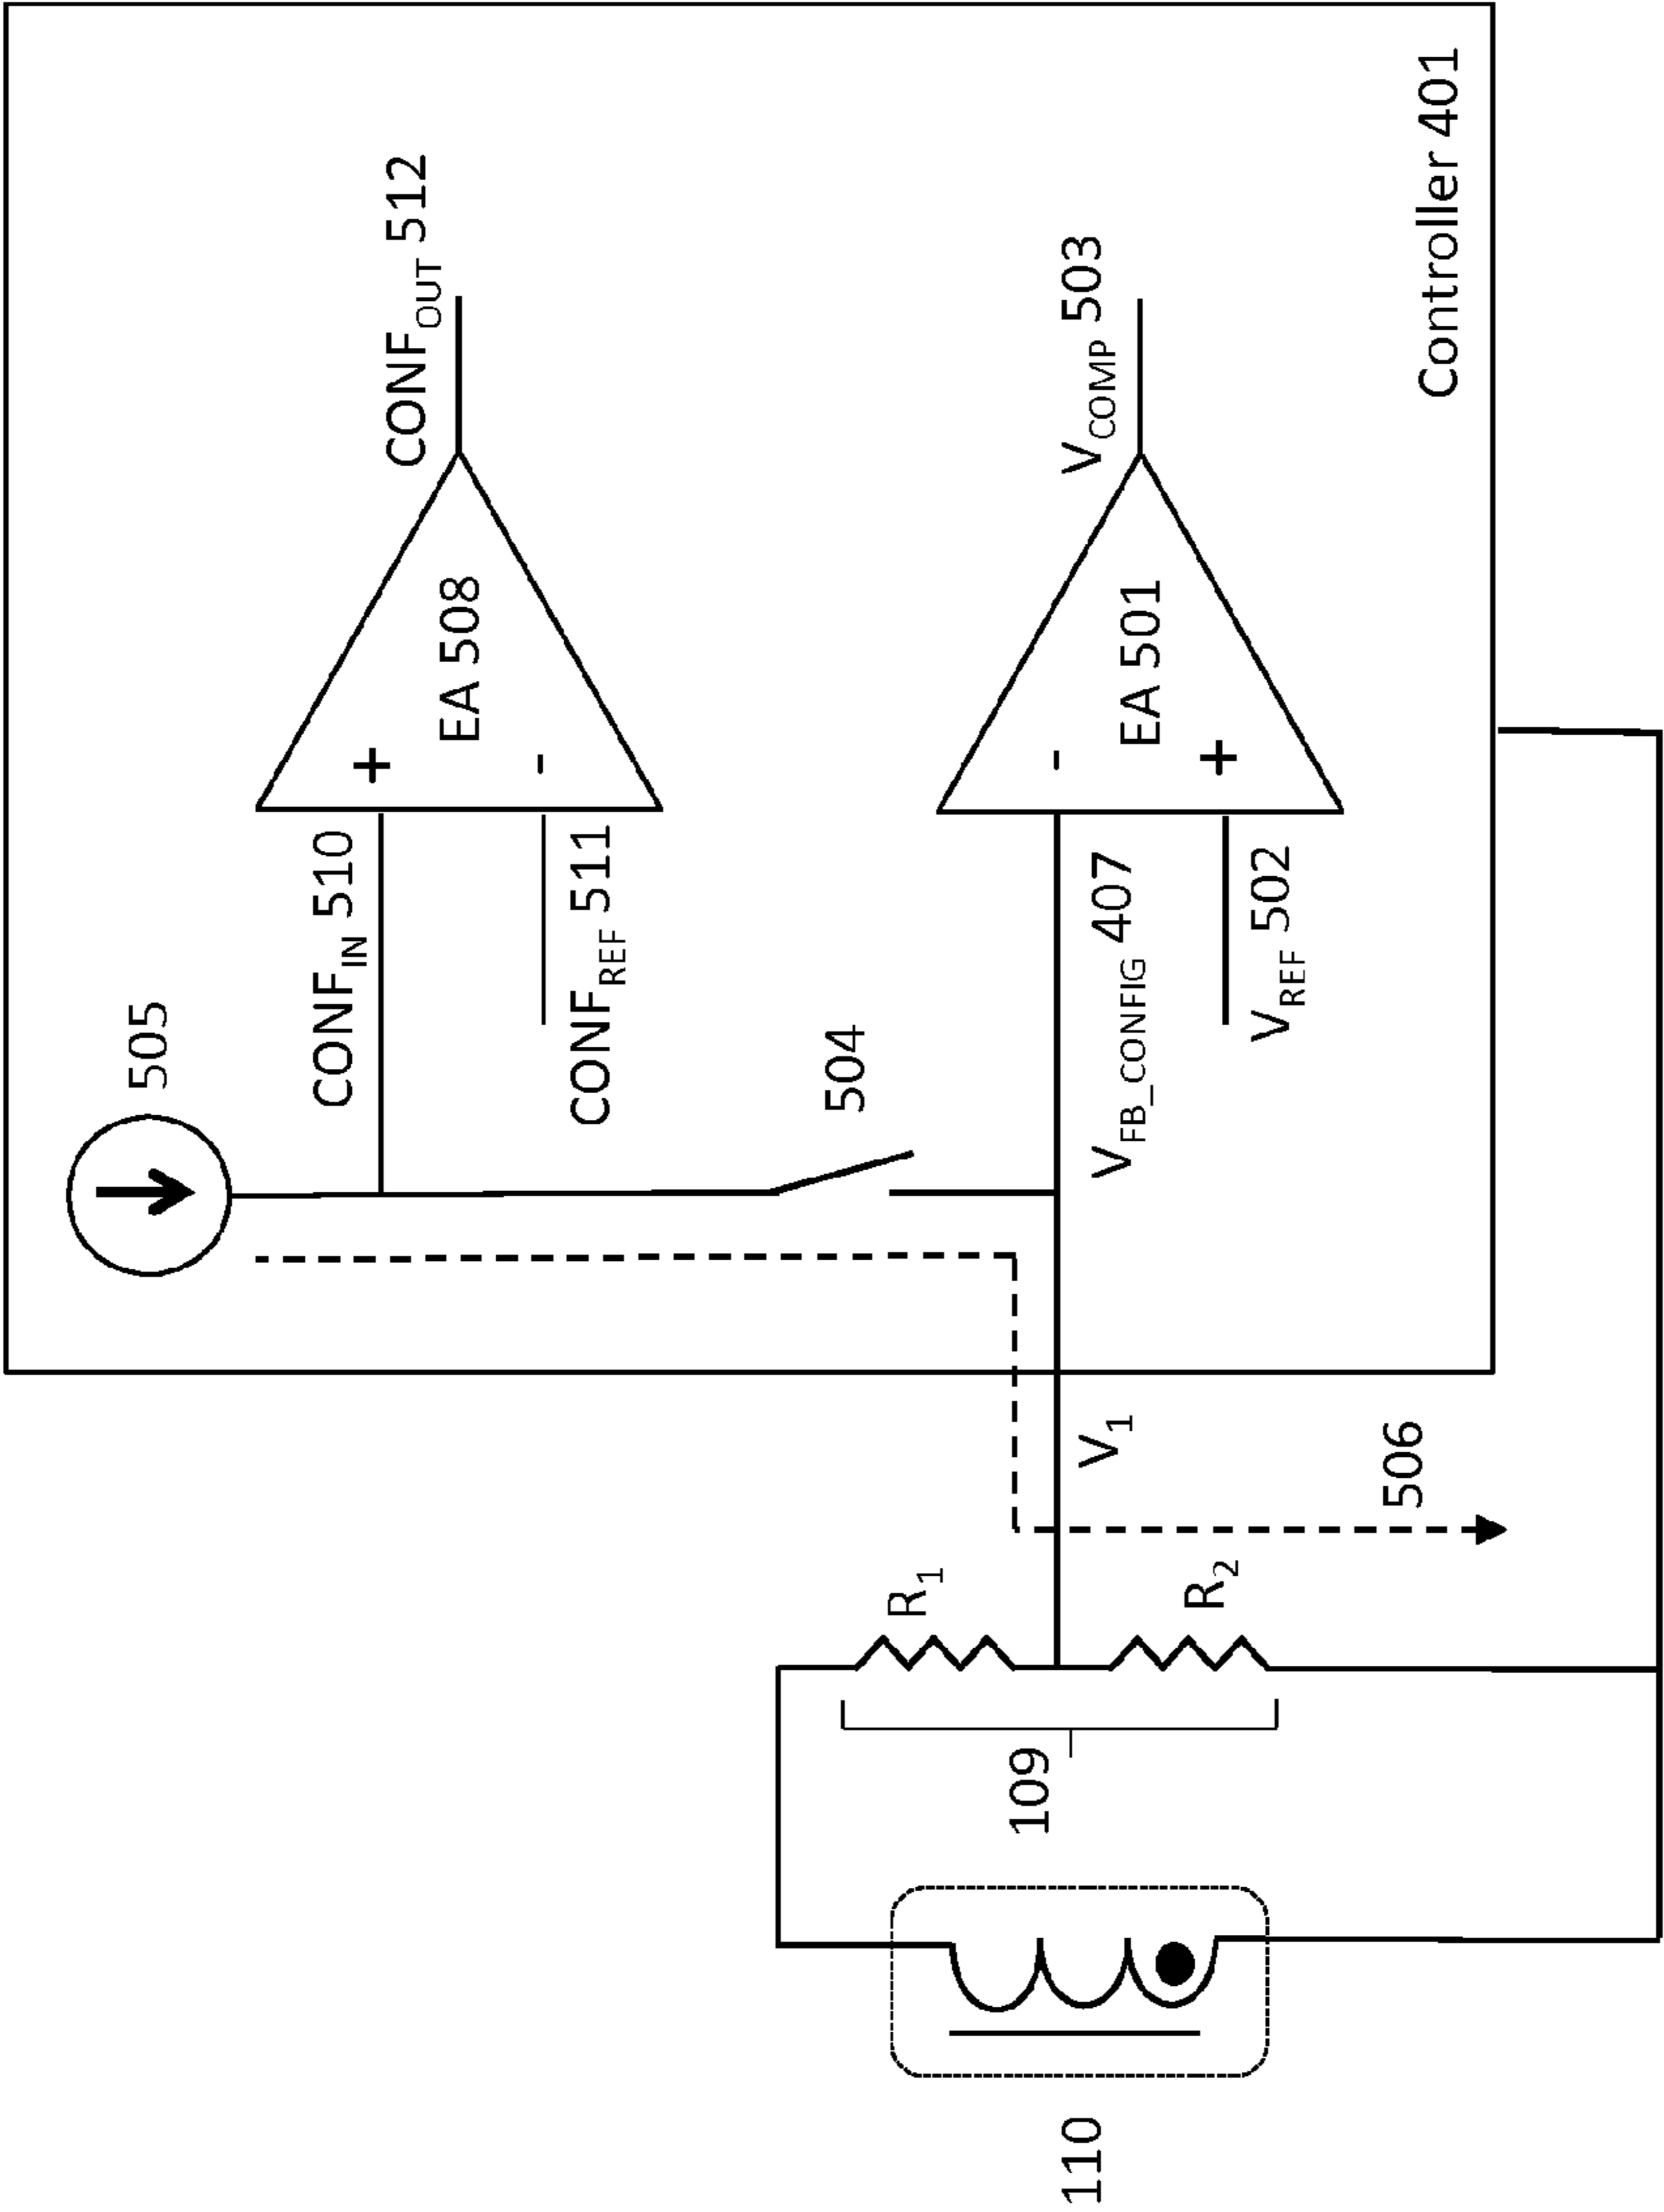 505
CONF_IN 510
CONF_OUT 512
+
EA 508
-
CONF_REF 511
504
V_COMP 503
-
EA 501
+
V_FB_CONFIG 407
V_REF 502
Controller 401
V_1
506
R_1
R_2
109
110